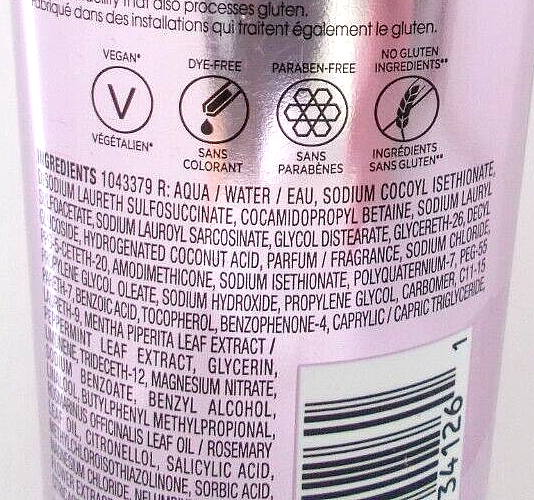 that also processes gluten.
Fabriqué dans des installations qui traitent également le gluten.
VEGAN*
VÉGÉTALIEN*
DYE-FREE
SANS
COLORANT
PARABEN-FREE
SANS
PARABÈNES
NO GLUTEN
INGREDIENTS**
INGRÉDIENTS
SANS GLUTEN**
V
INGREDIENTS 1043379 R: AQUA / WATER / EAU, SODIUM COCOYL ISETHIONATE,
DISODIUM LAURETH SULFOSUCCINATE, COCAMIDOPROPYL BETAINE, SODIUM LAURYL
SULFOACETATE, SODIUM LAUROYL SARCOSINATE, GLYCOL DISTEARATE, GLYCERETH-26, DECYL
GLUCOSIDE, HYDROGENATED COCONUT ACID, PARFUM / FRAGRANCE, SODIUM CHLORIDE,
PPG-5-CETETH-20, AMODIMETHICONE, SODIUM ISETHIONATE, POLYQUATERNIUM-7, PEG-55
PROPYLENE GLYCOL OLEATE, SODIUM HYDROXIDE, PROPYLENE GLYCOL, CARBOMER, C11-15
PARETH-7, BENZOIC ACID, TOCOPHEROL, BENZOPHENONE-4, CAPRYLIC / CAPRIC TRIGLYCERIDE,
LAURETH-9, MENTHA PIPERITA LEAF EXTRACT /
PEPPERMINT LEAF EXTRACT, GLYCERIN,
TRIDECETH-12, MAGNESIUM NITRATE,
SODIUM BENZOATE, BENZYL ALCOHOL,
LINALOOL, BUTYLPHENYL METHYLPROPIONAL,
ROSMARINUS OFFICINALIS LEAF OIL / ROSEMARY
LEAF OIL, CITRONELLOL, SALICYLIC ACID,
METHYLCHLOROISOTHIAZOLINONE, SORBIC ACID,
MAGNESIUM CHLORIDE,
FLOWER
34126 1